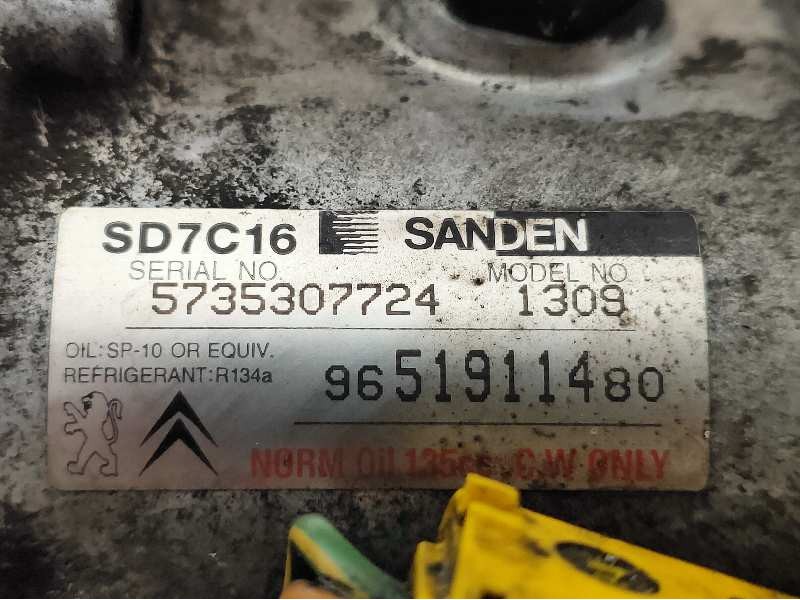 SD7C16 SANDEN
SERIAL NO. MODEL NO.
5735307724 1309
OIL: SP-10 OR EQUIV.
REFRIGERANT: R134a
9651911480
NORM Oil 135cc C.W ONLY